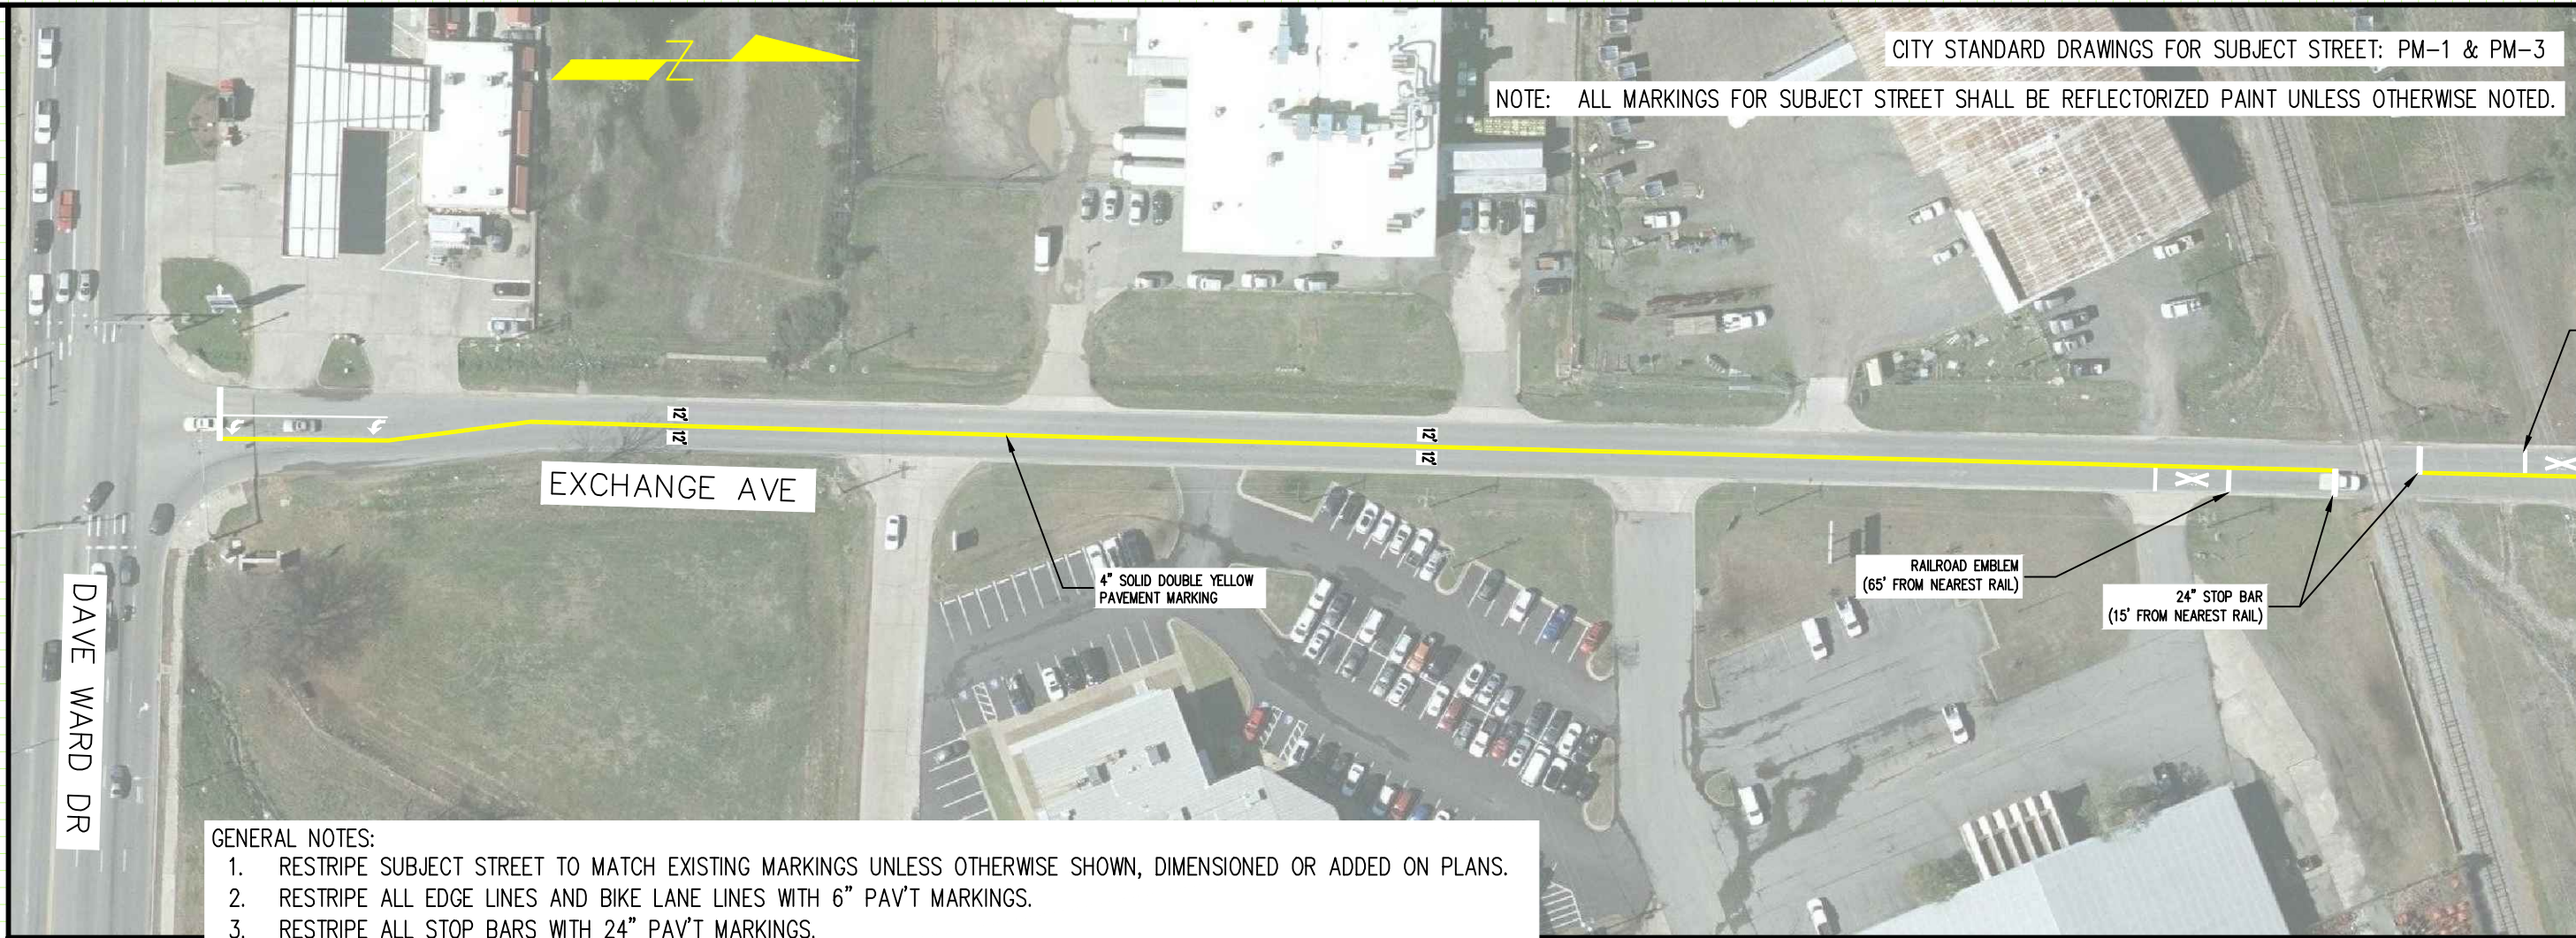 CITY STANDARD DRAWINGS FOR SUBJECT STREET: PM-1 & PM-3
NOTE: ALL MARKINGS FOR SUBJECT STREET SHALL BE REFLECTORIZED PAINT UNLESS OTHERWISE NOTED.
Z
12'
12'
12'
12'
EXCHANGE AVE
4" SOLID DOUBLE YELLOW
PAVEMENT MARKING
RAILROAD EMBLEM
(65' FROM NEAREST RAIL)
24" STOP BAR
(15' FROM NEAREST RAIL)
DAVE WARD DR
GENERAL NOTES:
1. RESTRIPE SUBJECT STREET TO MATCH EXISTING MARKINGS UNLESS OTHERWISE SHOWN, DIMENSIONED OR ADDED ON PLANS.
2. RESTRIPE ALL EDGE LINES AND BIKE LANE LINES WITH 6" PAV'T MARKINGS.
3. RESTRIPE ALL STOP BARS WITH 24" PAV'T MARKINGS.